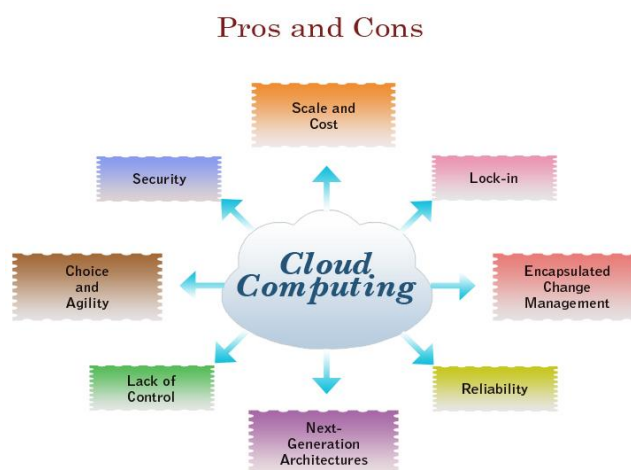 Pros and Cons
Scale and
Cost
Security
Lock-in
Cloud
Computing
Choice
and
Agility
Encapsulated
Change
Management
Lack of
Control
Reliability
Next-
Generation
Architectures